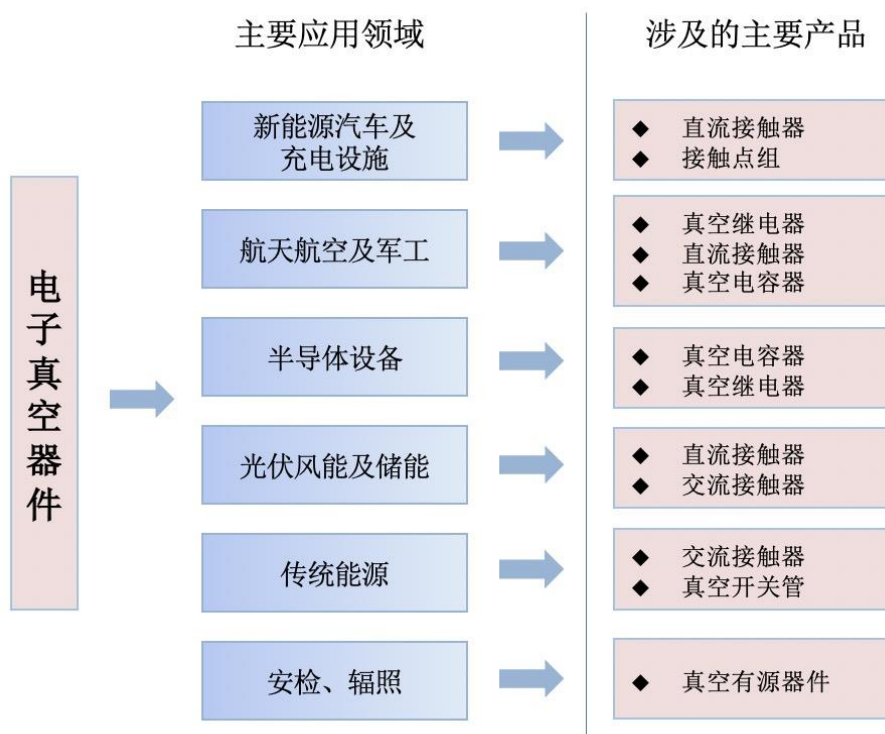 主要应用领域
涉及的主要产品
电子真空器件
新能源汽车及
充电设施
◆ 直流接触器
◆ 接触点组
航天航空及军工
◆ 真空继电器
◆ 直流接触器
◆ 真空电容器
半导体设备
◆ 真空电容器
◆ 真空继电器
光伏风能及储能
◆ 直流接触器
◆ 交流接触器
传统能源
◆ 交流接触器
◆ 真空开关管
安检、辐照
◆ 真空有源器件